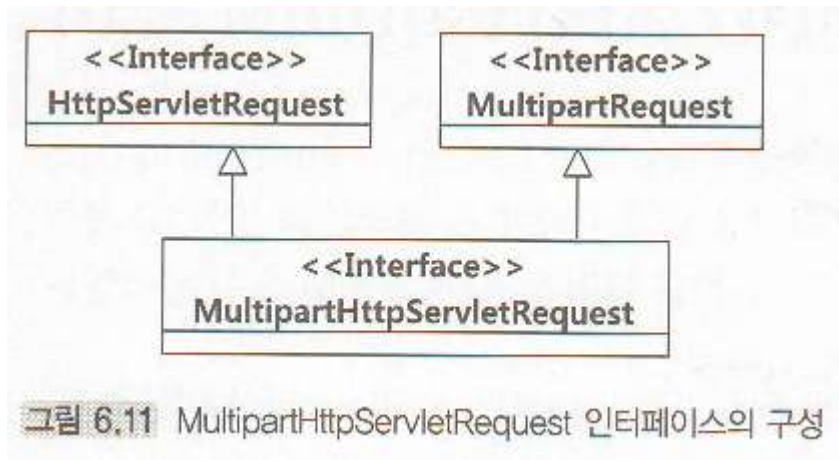 <<Interface>>
HttpServletRequest
<<Interface>>
MultipartRequest
<<Interface>>
MultipartHttpServletRequest
그림 6.11 MultipartHttpServletRequest 인터페이스의 구성